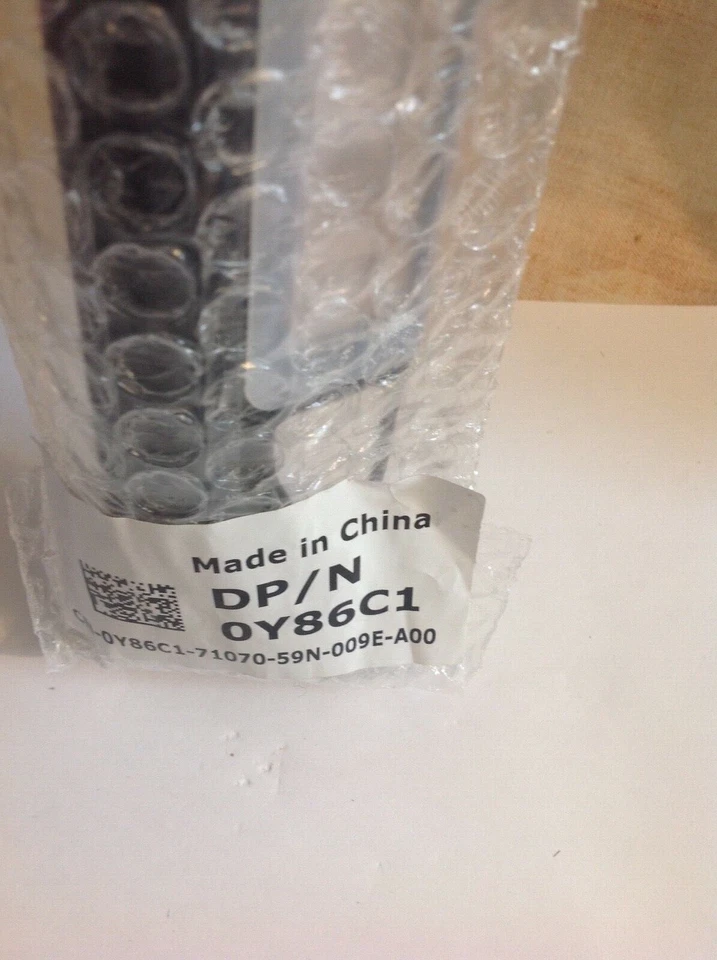 Made in China
DP/N
0Y86C1
-0Y86C1-71070-59N-009E-A00